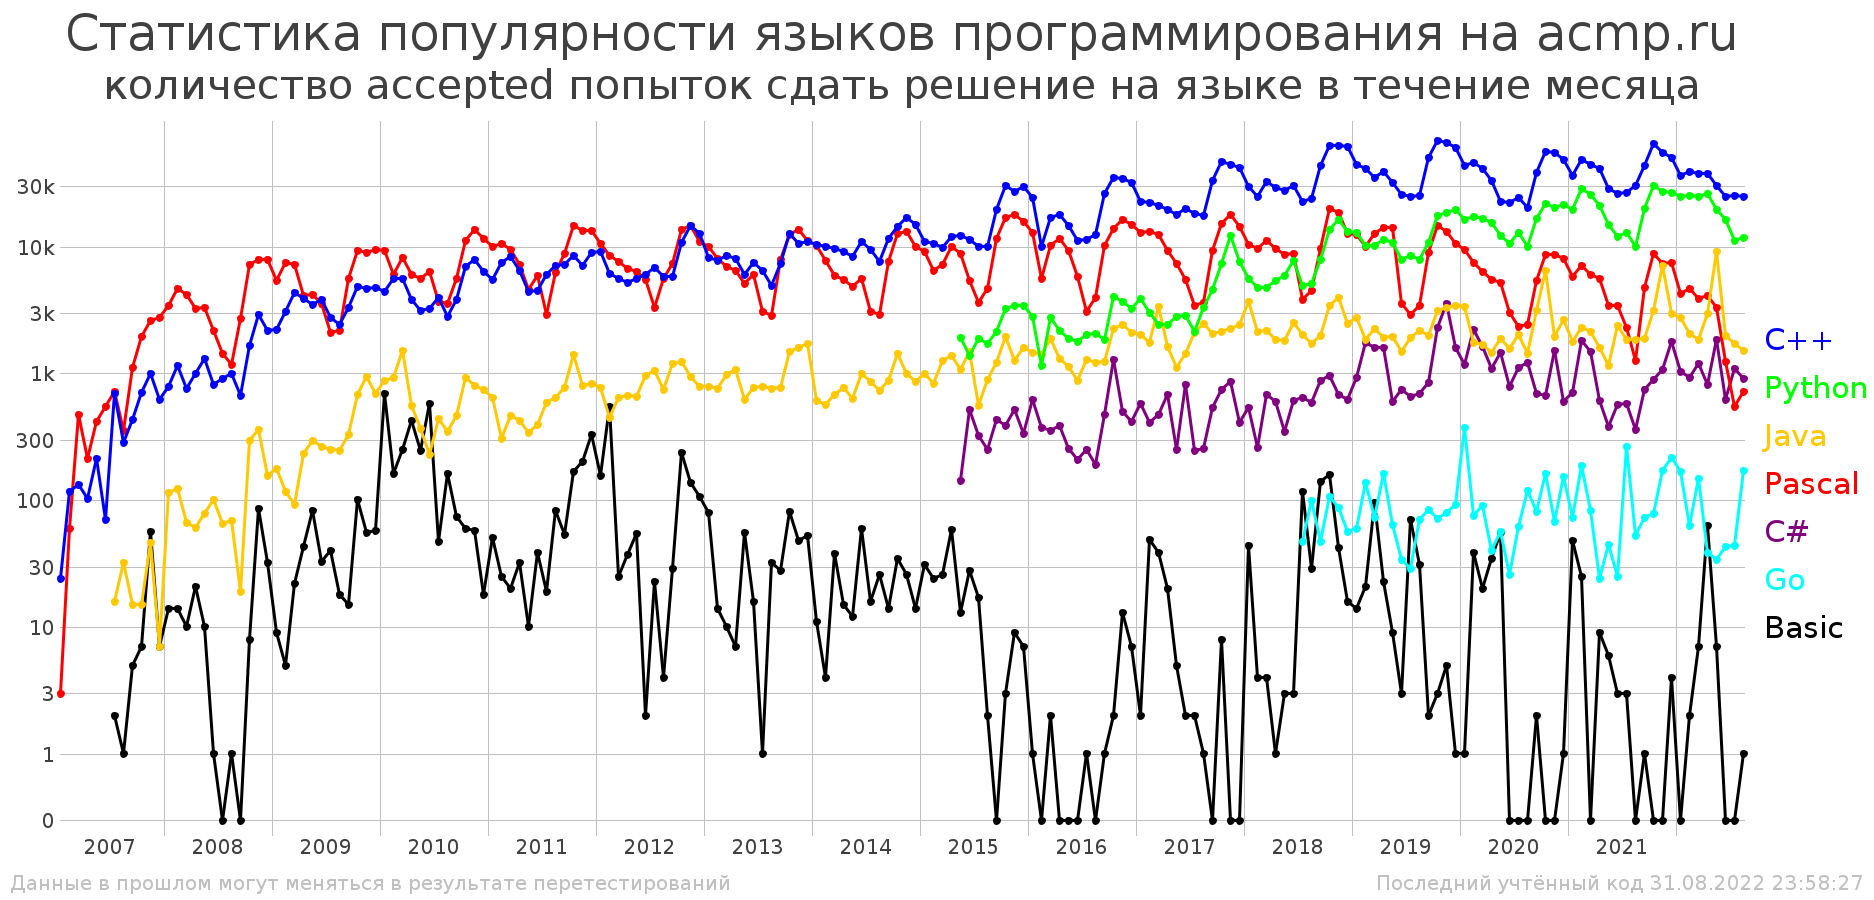 Статистика популярности языков программирования на acmp.ru
количество accepted попыток сдать решение на языке в течение месяца
30k
10k
3k
1k
300
100
30
10
3
1
0
C++
Python
Java
Pascal
C#
Go
Basic
2007 2008 2009 2010 2011 2012 2013 2014 2015 2016 2017 2018 2019 2020 2021
Данные в прошлом могут меняться в результате перетестирований
Последний учтённый код 31.08.2022 23:58:27